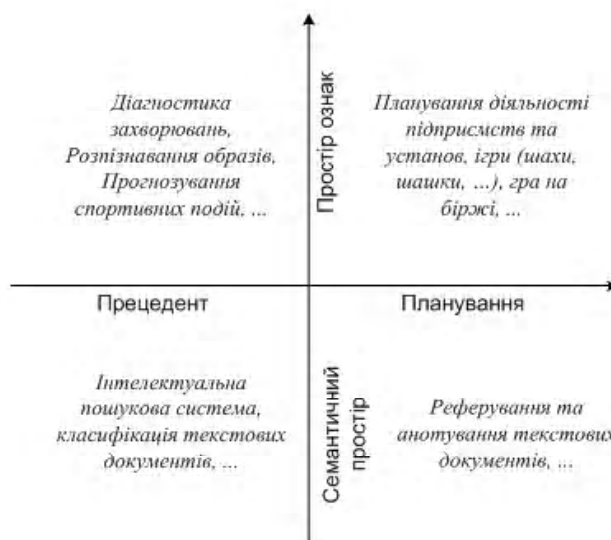 Діагностика
захворювань,
Розпізнавання образів,
Прогнозування
спортивних подій, ...
Простір ознак
Планування діяльності
підприємств та
установ, ігри (шахи,
шашки, ...), гра на
біржі, ...
Прецедент
Планування
Інтелектуальна
пошукова система,
класифікація текстових
документів, ...
Семантичний
простір
Реферування та
анотування текстових
документів, ...